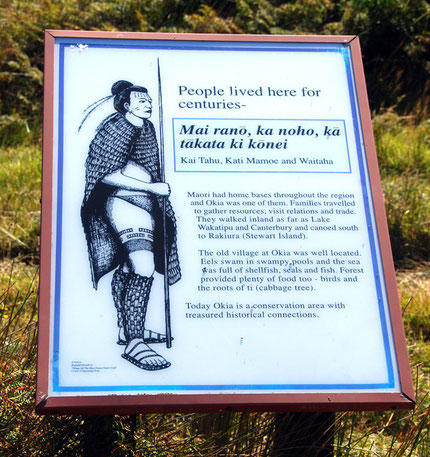 People lived here for
centuries-
Mai ranō, ka noho, kā
tākata ki kōnei
Kai Tahu, Kati Mamoe and Waitaha
Maori had home bases throughout the region
and Okia was one of them. Families travelled
to gather resources, visit relations and trade.
They walked inland as far as Lake
Wakatipu and Canterbury and canoed south
to Rakiura (Stewart Island).
The old village at Okia was well located.
Eels swam in swampy pools and the sea
was full of shellfish, seals and fish. Forest
provided plenty of food too - birds and
the roots of ti (cabbage tree).
Today Okia is a conservation area with
treasured historical connections.